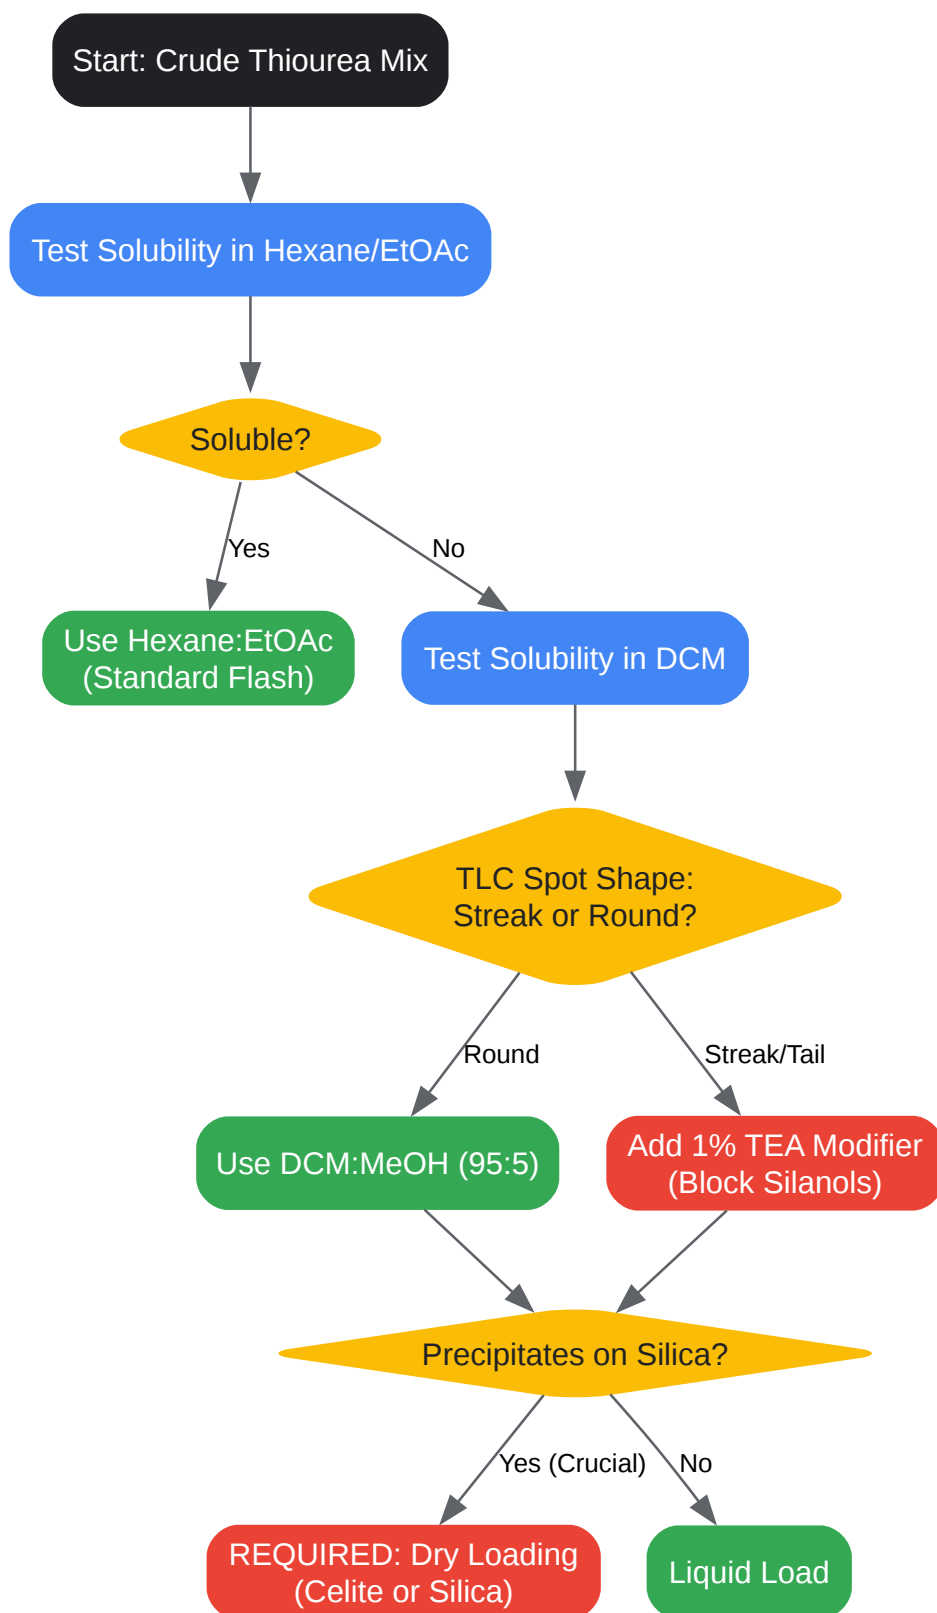 Start: Crude Thiourea Mix
Test Solubility in Hexane/EtOAc
Soluble?
Yes
No
Use Hexane:EtOAc
(Standard Flash)
Test Solubility in DCM
TLC Spot Shape:
Streak or Round?
Round
Streak/Tail
Use DCM:MeOH (95:5)
Add 1% TEA Modifier
(Block Silanols)
Precipitates on Silica?
Yes (Crucial)
No
REQUIRED: Dry Loading
(Celite or Silica)
Liquid Load